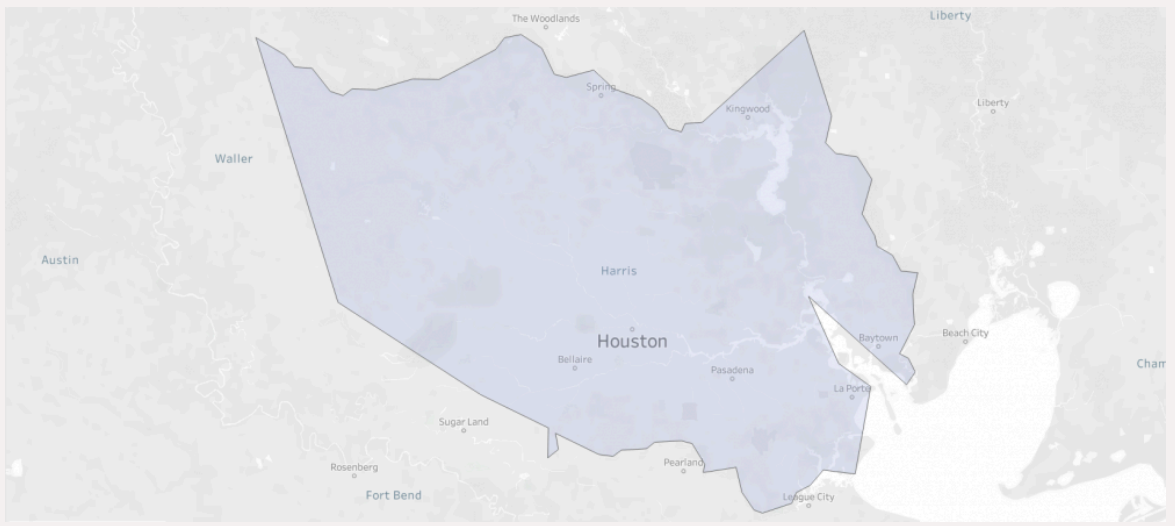 The Woodlands
Liberty
Spring
Kingwood
Liberty
Waller
Austin
Harris
Houston
Baytown
Beach City
Bellaire
Pasadena
Cham
La Porte
Sugar Land
Pearland
Rosenberg
Fort Bend
League City